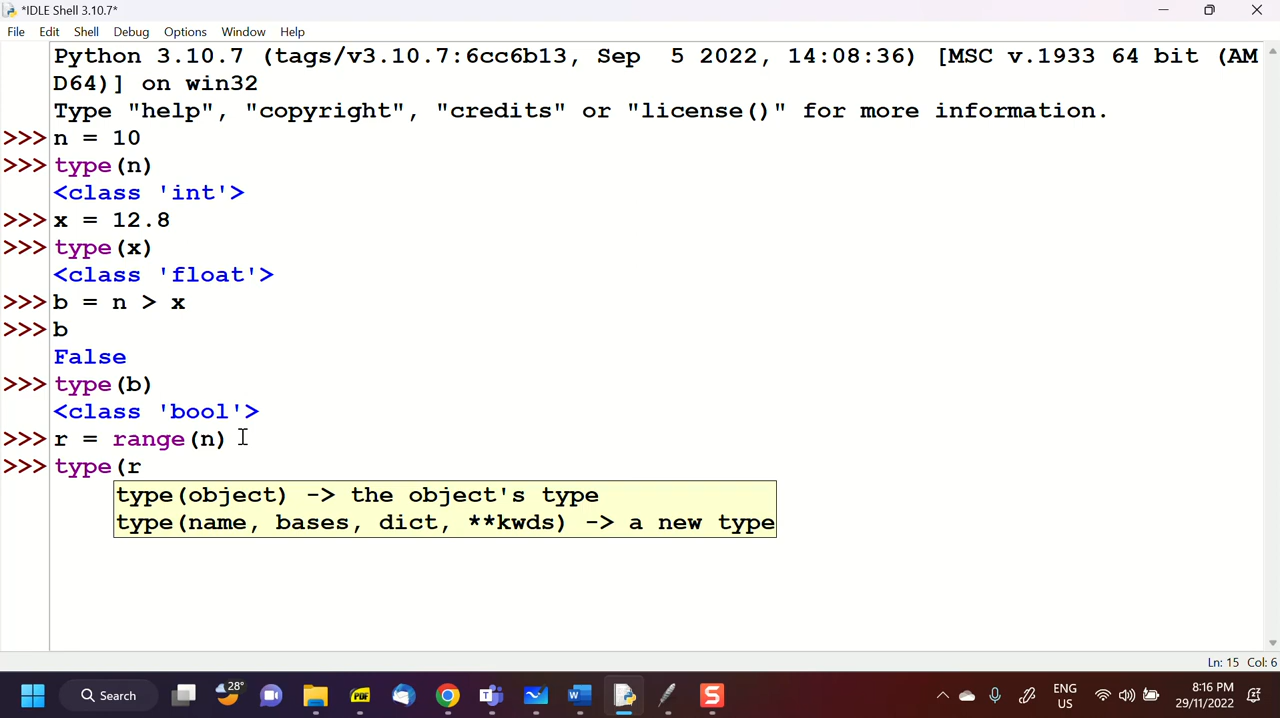 *IDLE Shell 3.10.7*
File Edit Shell Debug Options Window Help
Python 3.10.7 (tags/v3.10.7:6cc6b13, Sep  5 2022, 14:08:36) [MSC v.1933 64 bit (AM
D64)] on win32
Type "help", "copyright", "credits" or "license()" for more information.
>>> n = 10
>>> type(n)
<class 'int'>
>>> x = 12.8
>>> type(x)
<class 'float'>
>>> b = n > x
>>> b
False
>>> type(b)
<class 'bool'>
>>> r = range(n)
>>> type(r
type(object) -> the object's type
type(name, bases, dict, **kwds) -> a new type
Ln: 15 Col: 6
Search
28°
PDF
W
S
ENG
US
8:16 PM
29/11/2022